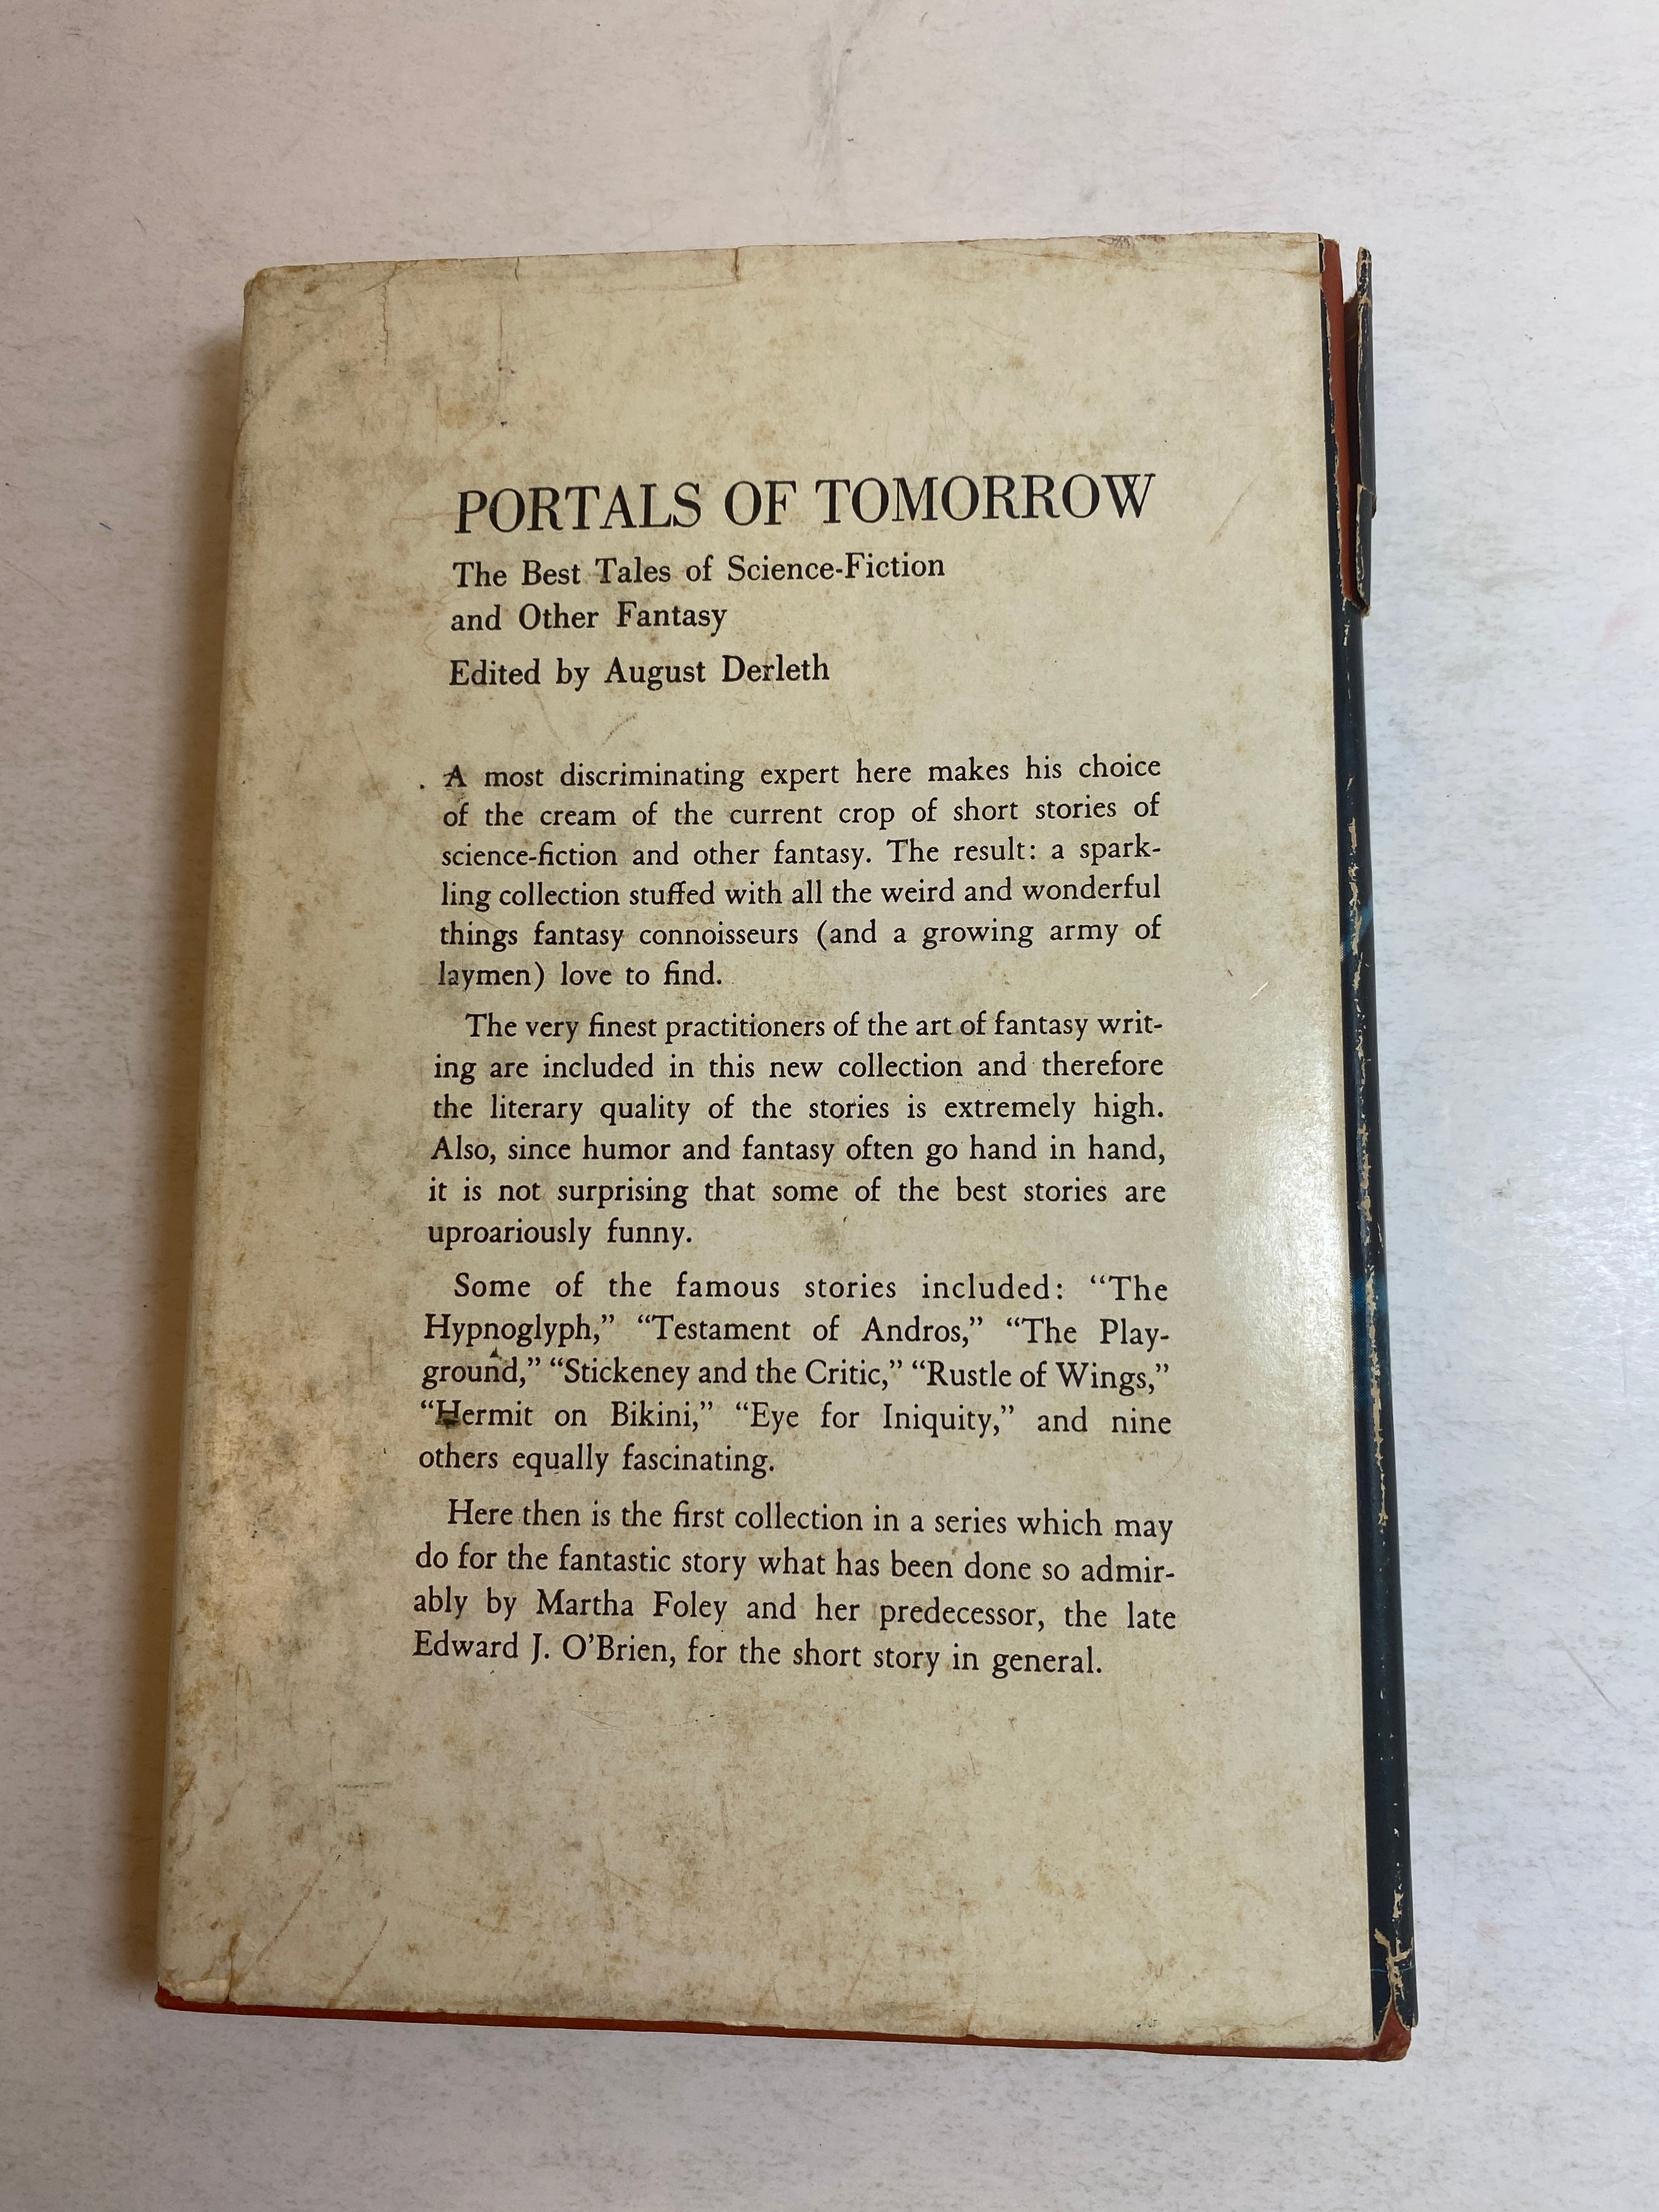 PORTALS OF TOMORROW
The Best Tales of Science-Fiction
and Other Fantasy
Edited by August Derleth
A most discriminating expert here makes his choice
of the cream of the current crop of short stories of
science-fiction and other fantasy. The result: a spark-
ling collection stuffed with all the weird and wonderful
things fantasy connoisseurs (and a growing army of
laymen) love to find.
The very finest practitioners of the art of fantasy writ-
ing are included in this new collection and therefore
the literary quality of the stories is extremely high.
Also, since humor and fantasy often go hand in hand,
it is not surprising that some of the best stories are
uproariously funny.
Some of the famous stories included: “The
Hypnoglyph,” “Testament of Andros,” “The Play-
ground,” “Stickeney and the Critic,” “Rustle of Wings,”
“Hermit on Bikini,” “Eye for Iniquity,” and nine
others equally fascinating.
Here then is the first collection in a series which may
do for the fantastic story what has been done so admir-
ably by Martha Foley and her predecessor, the late
Edward J. O’Brien, for the short story in general.